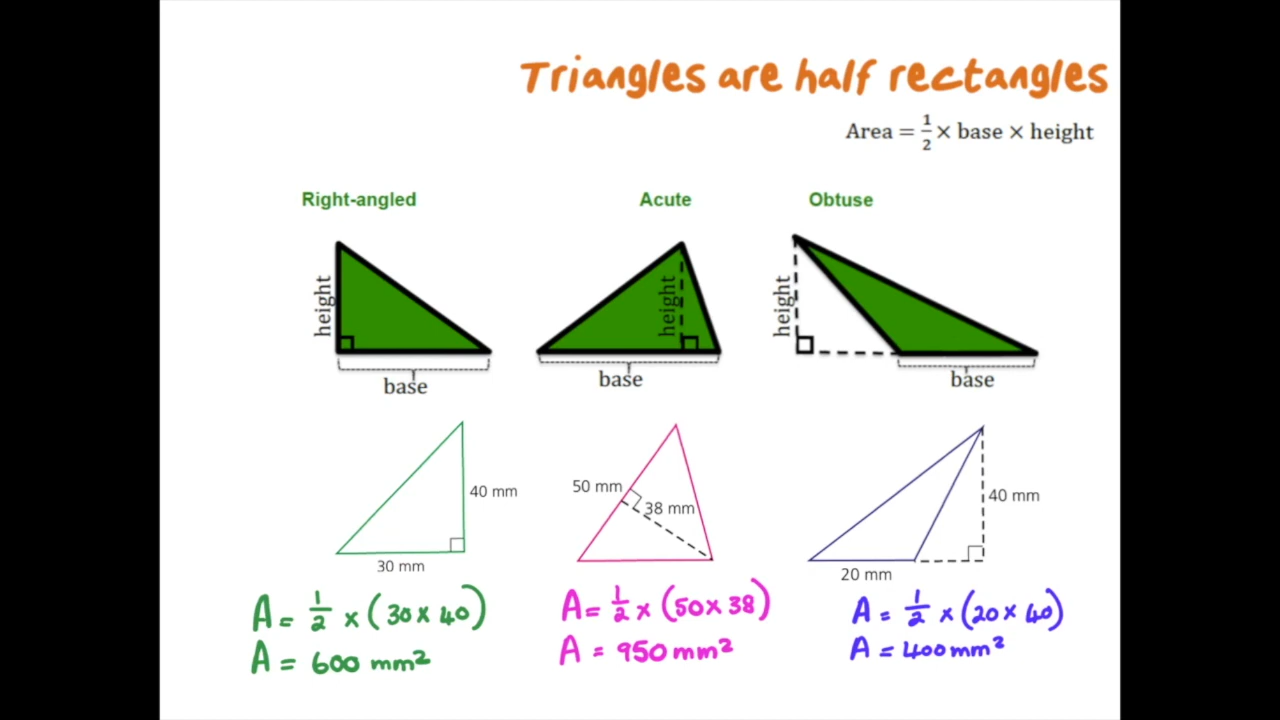 Triangles are half rectangles
Area = 1/2 × base × height
Right-angled
Acute
Obtuse
height
base
height
base
height
base
40 mm
30 mm
50 mm
38 mm
40 mm
20 mm
A = 1/2 × (30 × 40)
A = 600 mm²
A = 1/2 × (50 × 38)
A = 950 mm²
A = 1/2 × (20 × 40)
A = 400 mm²